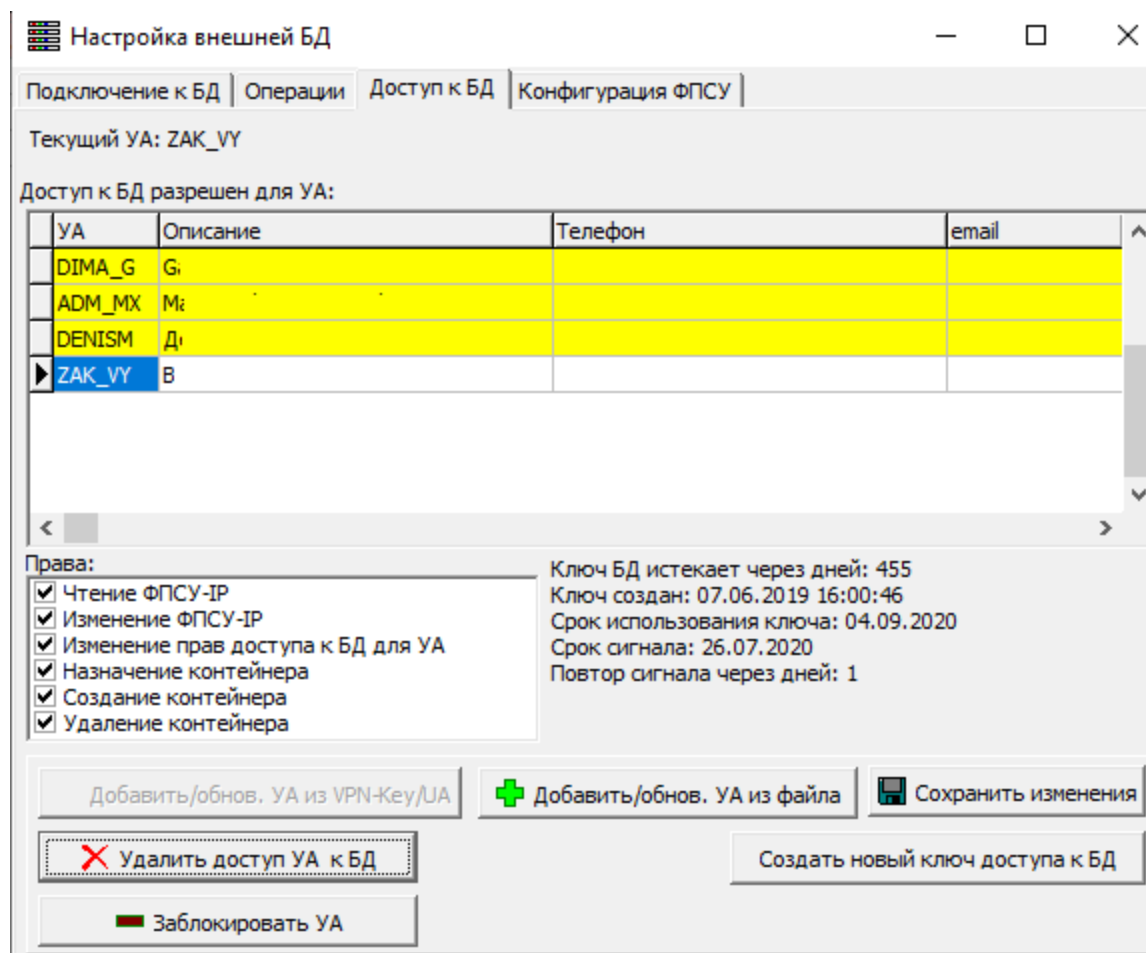 Настройка внешней БД
Подключение к БД Операции Доступ к БД Конфигурация ФПСУ
Текущий УА: ZAK_VY
Доступ к БД разрешен для УА:
УА Описание Телефон email
DIMA_G
ADM_MX
DENISM
ZAK_VY В
Права:
Чтение ФПСУ-IP
Изменение ФПСУ-IP
Изменение прав доступа к БД для УА
Назначение контейнера
Создание контейнера
Удаление контейнера
Ключ БД истекает через дней: 455
Ключ создан: 07.06.2019 16:00:46
Срок использования ключа: 04.09.2020
Срок сигнала: 26.07.2020
Повтор сигнала через дней: 1
Добавить/обнов. УА из VPN-Key/UA Добавить/обнов. УА из файла Сохранить изменения
Удалить доступ УА к БД Создать новый ключ доступа к БД
Заблокировать УА